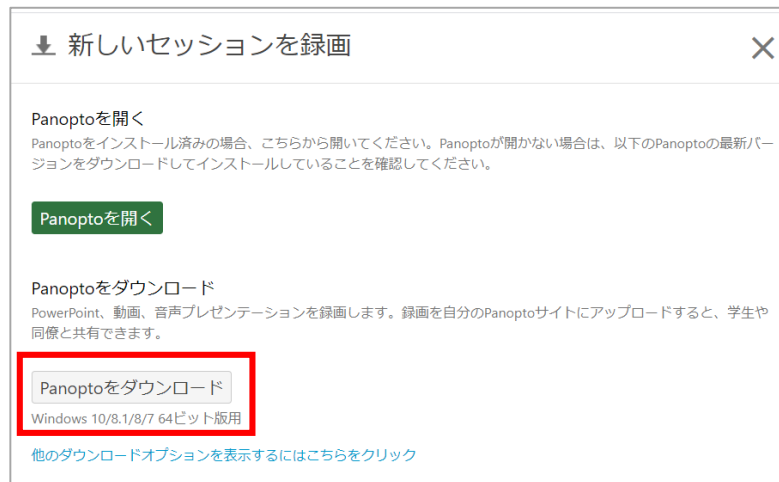 新しいセッションを録画
Panoptoを開く
Panoptoをインストール済みの場合、こちらから開いてください。Panoptoが開かない場合は、以下のPanoptoの最新バー
ジョンをダウンロードしてインストールしていることを確認してください。
Panoptoを開く
Panoptoをダウンロード
PowerPoint、動画、音声プレゼンテーションを録画します。録画を自分のPanoptoサイトにアップロードすると、学生や
同僚と共有できます。
Panoptoをダウンロード
Windows 10/8.1/8/7 64ビット版用
他のダウンロードオプションを表示するにはこちらをクリック